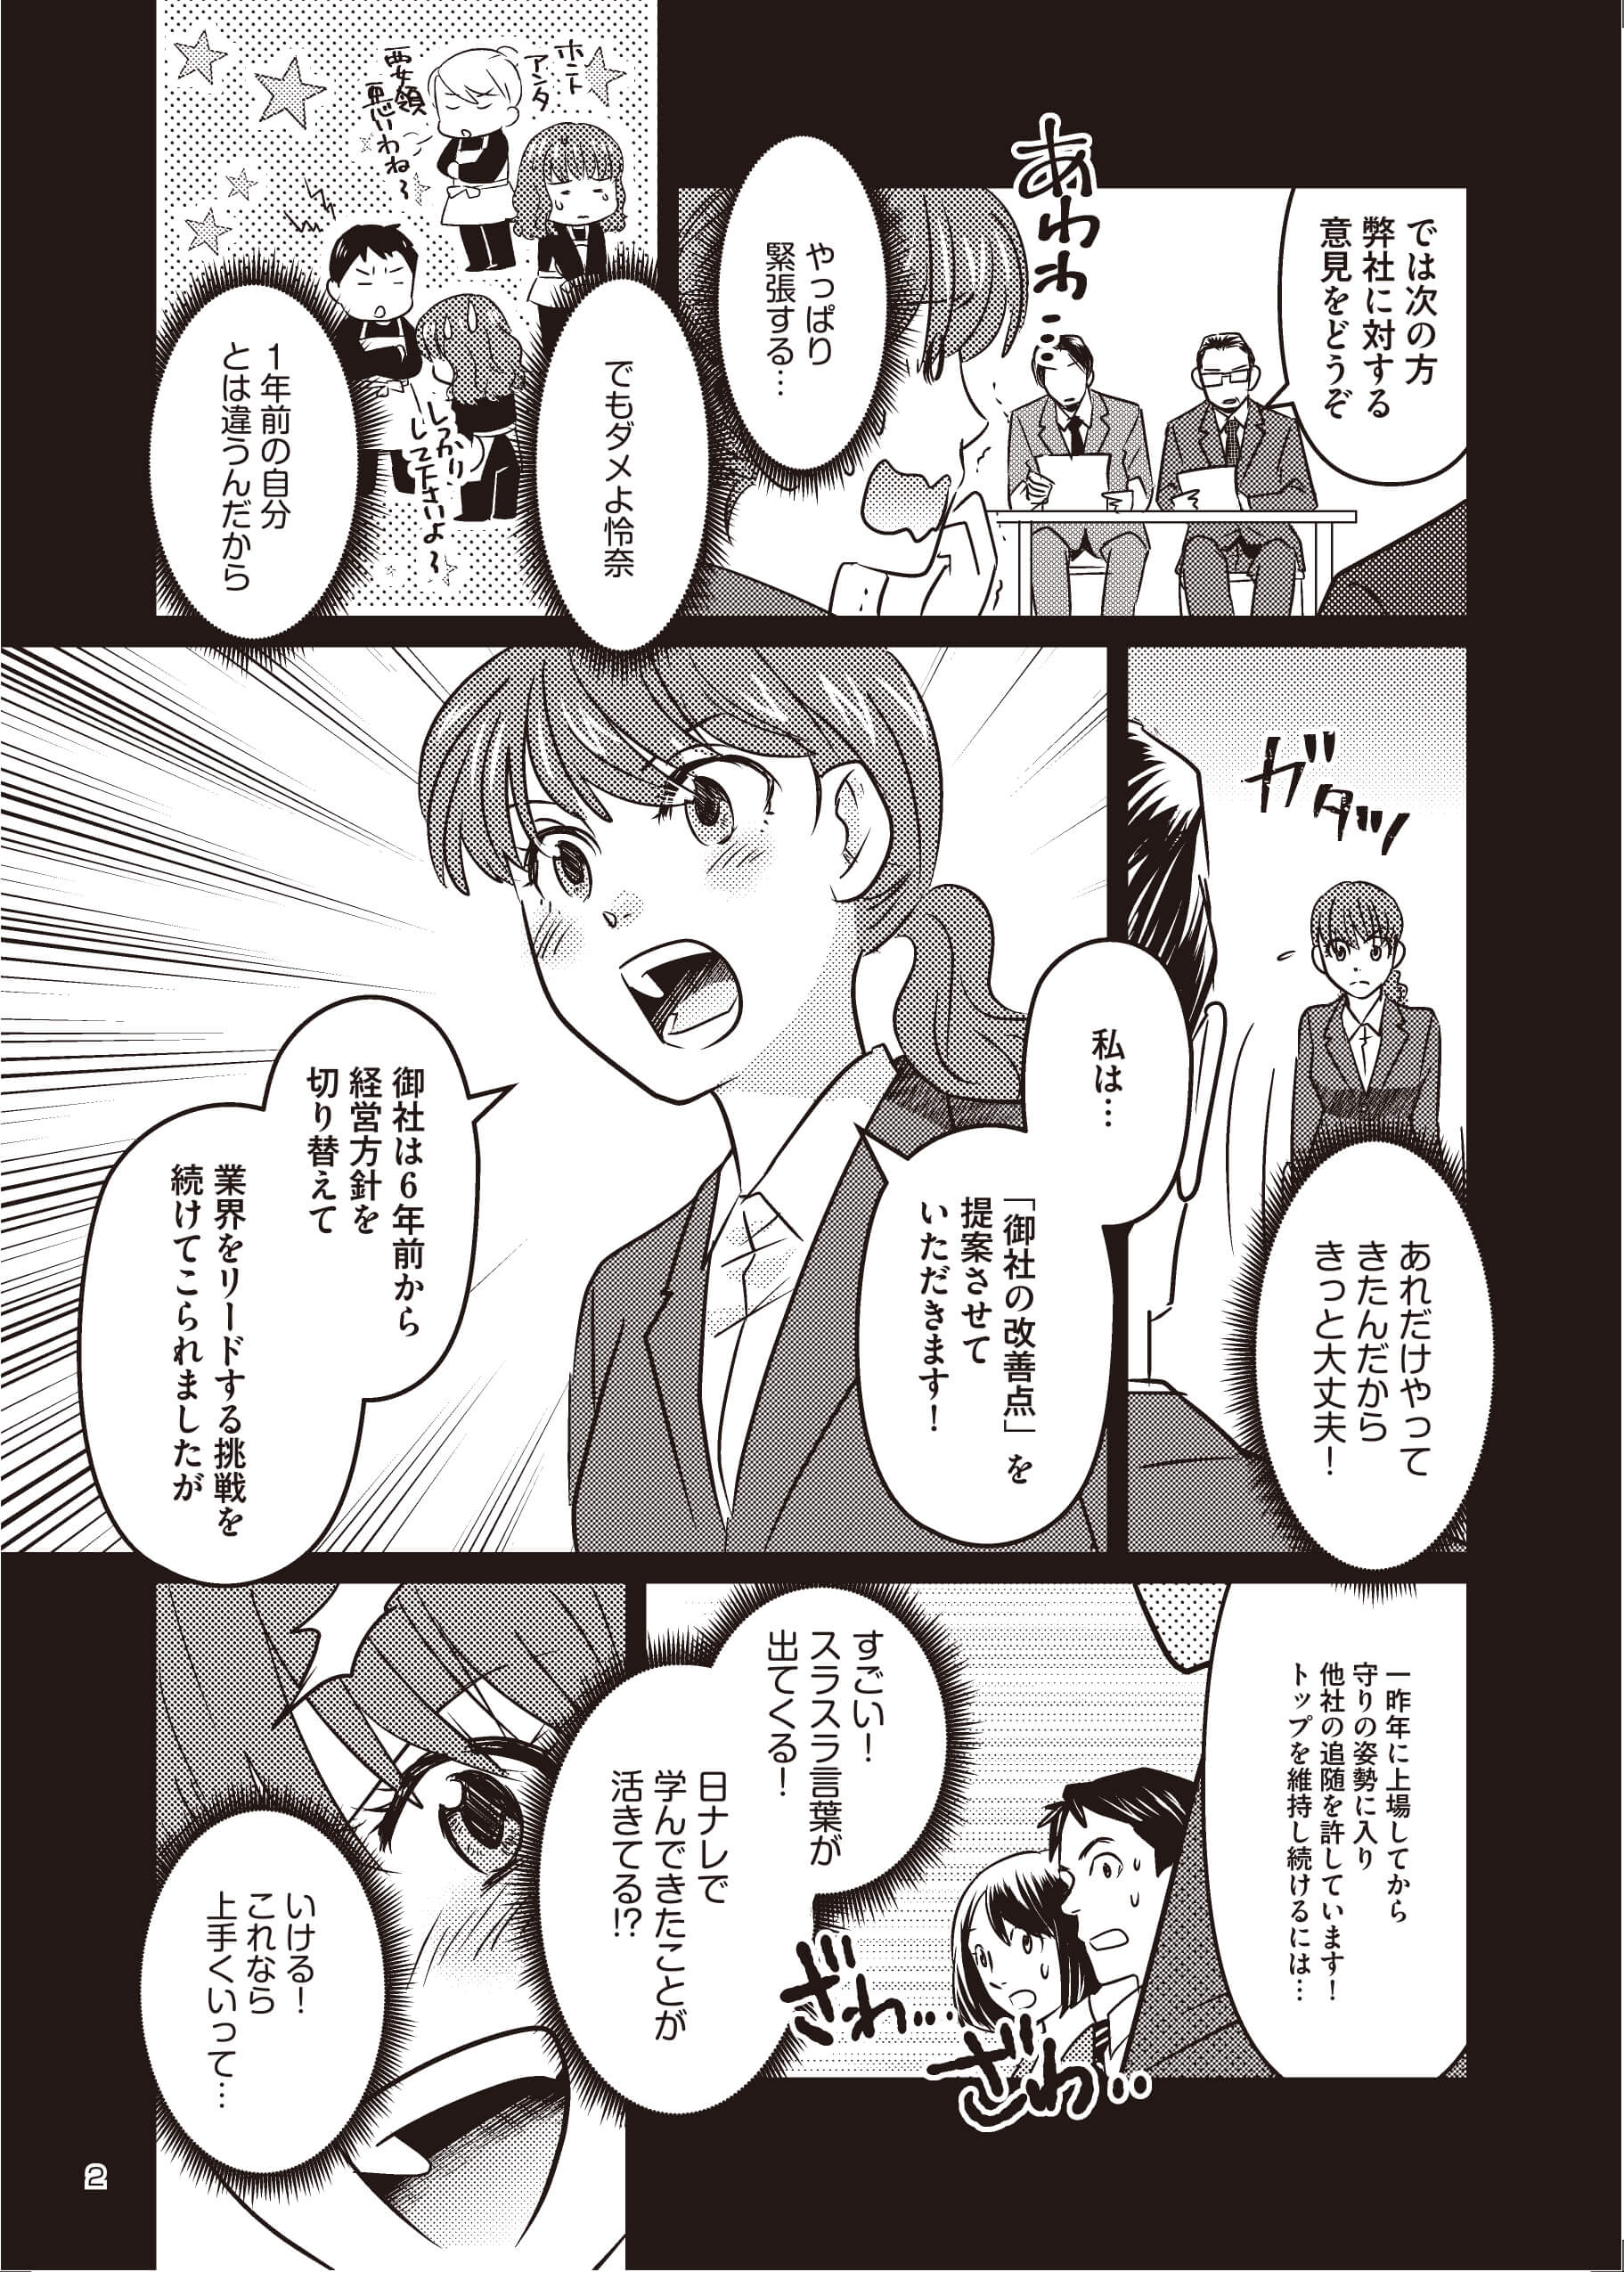 では次の方
弊社に対する
意見をどうぞ
あわわ…
やっぱり
緊張する…
ホント
アンタ
要領
悪いわね〜
しっかり
して下さいよ〜
でもダメよ怜奈
1年前の自分
とは違うんだから
ガタッ
あれだけやって
きたんだから
きっと大丈夫！
私は…
「御社の改善点」を
提案させて
いただきます！
御社は6年前から
経営方針を
切り替えて
業界をリードする挑戦を
続けてこられましたが
一昨年に上場してから
守りの姿勢に入り
他社の追随を許しています！
トップを維持し続けるには…
ざわ‥
ざわ…
すごい！
スラスラ言葉が
出てくる！
日ナレで
学んできたことが
活きてる!?
いける！
これなら
上手くいって…
2